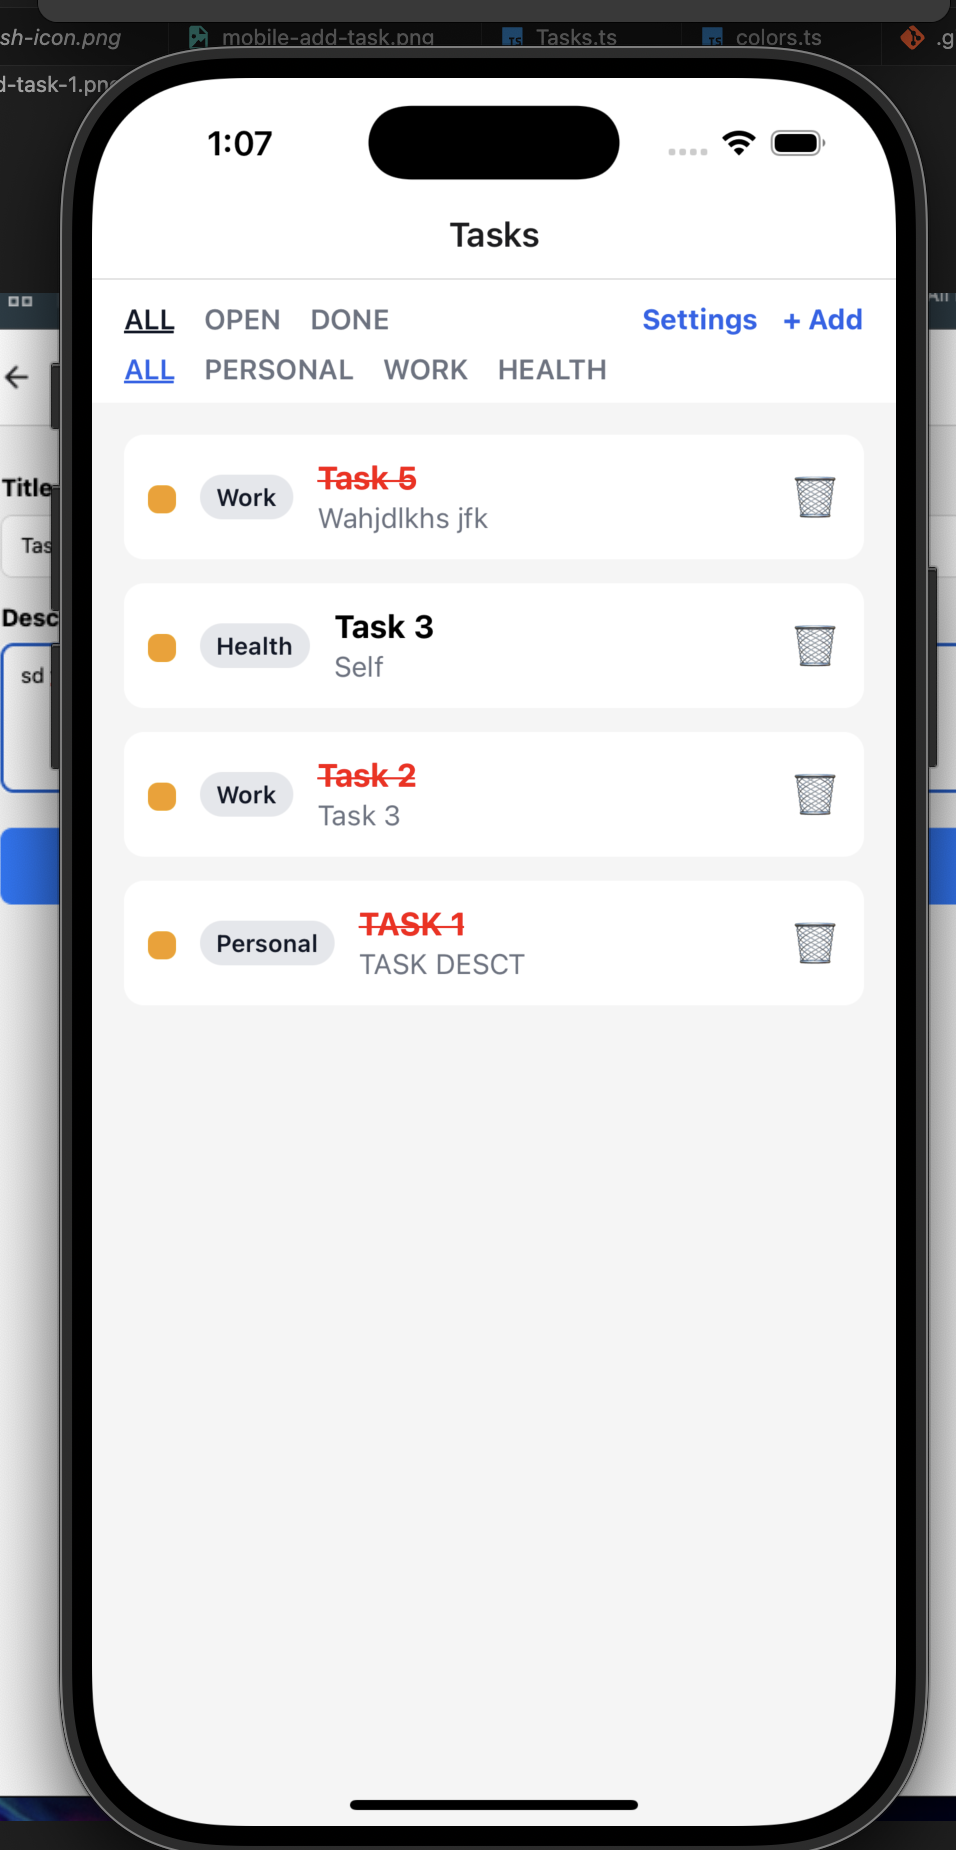 sh-icon.png mobile-add-task.png Tasks.ts colors.ts .g
d-task-1.png
1:07
Tasks
ALL OPEN DONE Settings + Add
ALL PERSONAL WORK HEALTH
Work Task 5
Wahjdlkhs jfk
Health Task 3
Self
Work Task 2
Task 3
Personal TASK 1
TASK DESCT
Title
Tas
Desc
sd